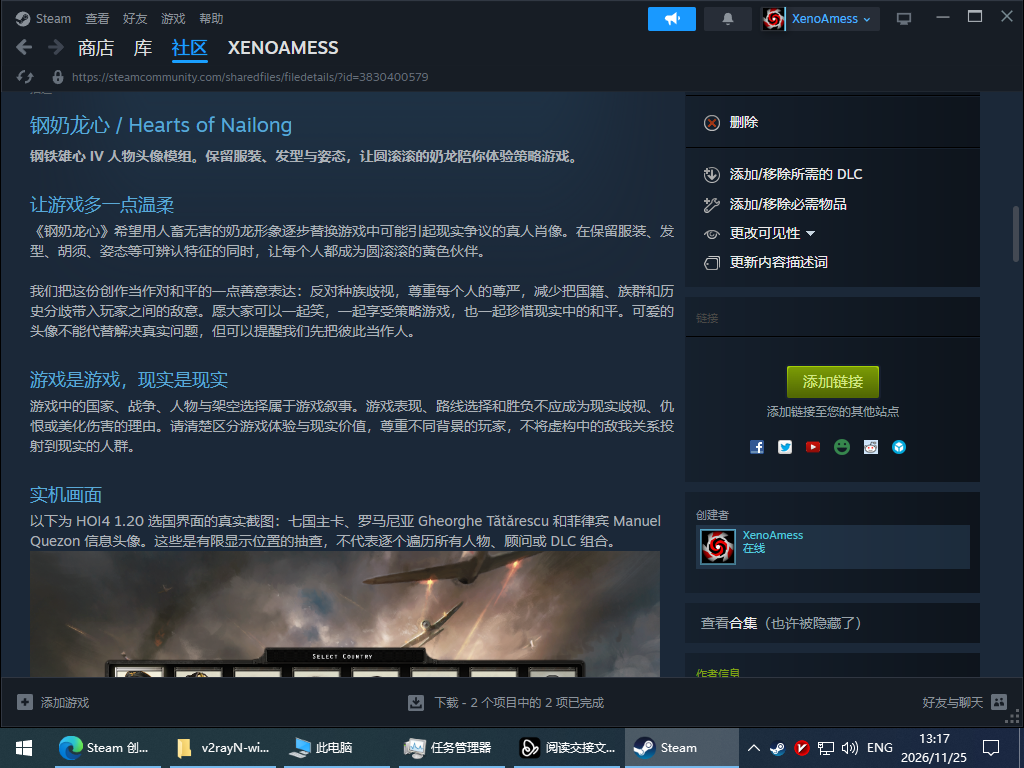 Steam 查看 好友 游戏 帮助
XenoAmess
商店 库 社区 XENOAMESS
https://steamcommunity.com/sharedfiles/filedetails/?id=3830400579
钢奶龙心 / Hearts of Nailong
钢铁雄心 IV 人物头像模组。保留服装、发型与姿态，让圆滚滚的奶龙陪你体验策略游戏。
让游戏多一点温柔
《钢奶龙心》希望用人畜无害的奶龙形象逐步替换游戏中可能引起现实争议的真人肖像。在保留服装、发
型、胡须、姿态等可辨认特征的同时，让每个人都成为圆滚滚的黄色伙伴。
我们把这份创作当作对和平的一点善意表达：反对种族歧视，尊重每个人的尊严，减少把国籍、族群和历
史分歧带入玩家之间的敌意。愿大家可以一起笑，一起享受策略游戏，也一起珍惜现实中的和平。可爱的
头像不能代替解决真实问题，但可以提醒我们先把彼此当作人。
游戏是游戏，现实是现实
游戏中的国家、战争、人物与架空选择属于游戏叙事。游戏表现、路线选择和胜负不应成为现实歧视、仇
恨或美化伤害的理由。请清楚区分游戏体验与现实价值，尊重不同背景的玩家，不将虚构中的敌我关系投
射到现实的人群。
实机画面
以下为 HOI4 1.20 选国界面的真实截图：七国主卡、罗马尼亚 Gheorghe Tătărescu 和菲律宾 Manuel
Quezon 信息头像。这些是有限显示位置的抽查，不代表逐个遍历所有人物、顾问或 DLC 组合。
SELECT COUNTRY
删除
添加/移除所需的 DLC
添加/移除必需物品
更改可见性
更新内容描述词
链接
添加链接
添加链接至您的其他站点
创建者
XenoAmess
在线
查看合集（也许被隐藏了）
作者信息
添加游戏
下载 - 2 个项目中的 2 项已完成
好友与聊天
Steam 创...
v2rayN-wi...
此电脑
任务管理器
阅读交接文...
Steam
ENG
13:17
2026/11/25